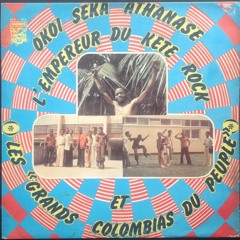 OKOI SEKA ATHANASE
L'EMPEREUR DU KETE ROCK
LES "GRANDS COLOMBIAS DU PEUPLE"
ET